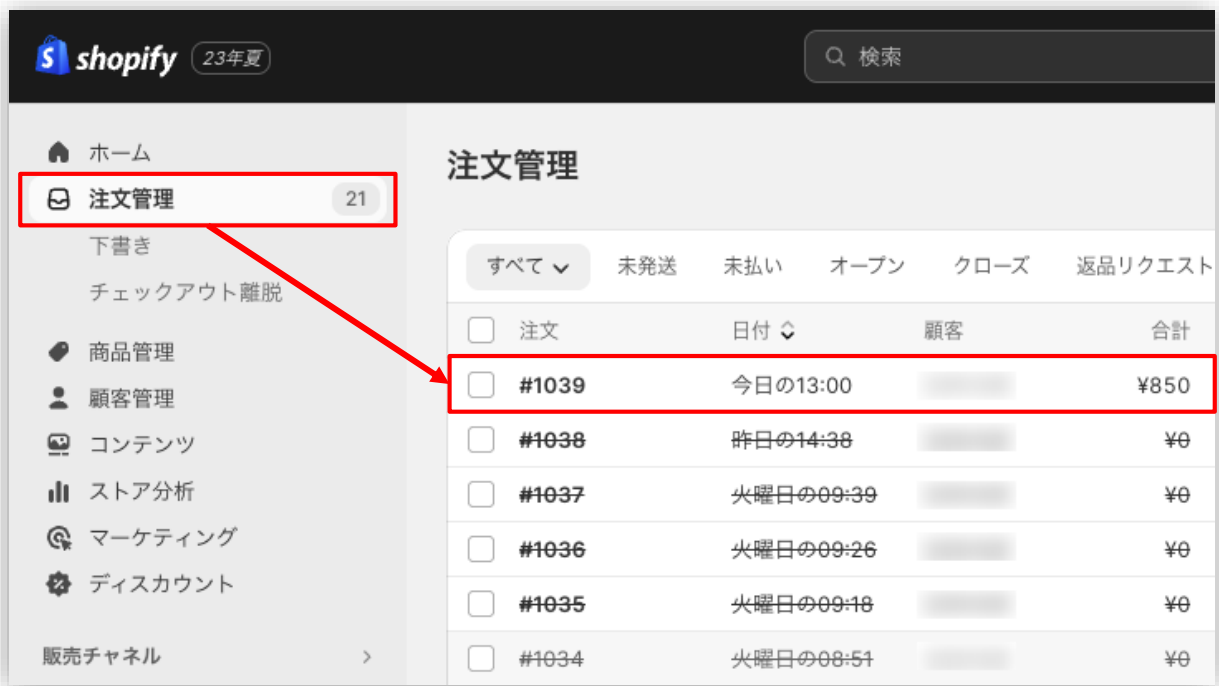 shopify 23年夏
検索
ホーム
注文管理 21
下書き
チェックアウト離脱
商品管理
顧客管理
コンテンツ
ストア分析
マーケティング
ディスカウント
販売チャネル
注文管理
すべて 未発送 未払い オープン クローズ 返品リクエスト
注文 日付 顧客 合計
#1039 今日の13:00 ¥850
#1038 昨日の14:38 ¥0
#1037 火曜日の09:39 ¥0
#1036 火曜日の09:26 ¥0
#1035 火曜日の09:18 ¥0
#1034 火曜日の08:51 ¥0